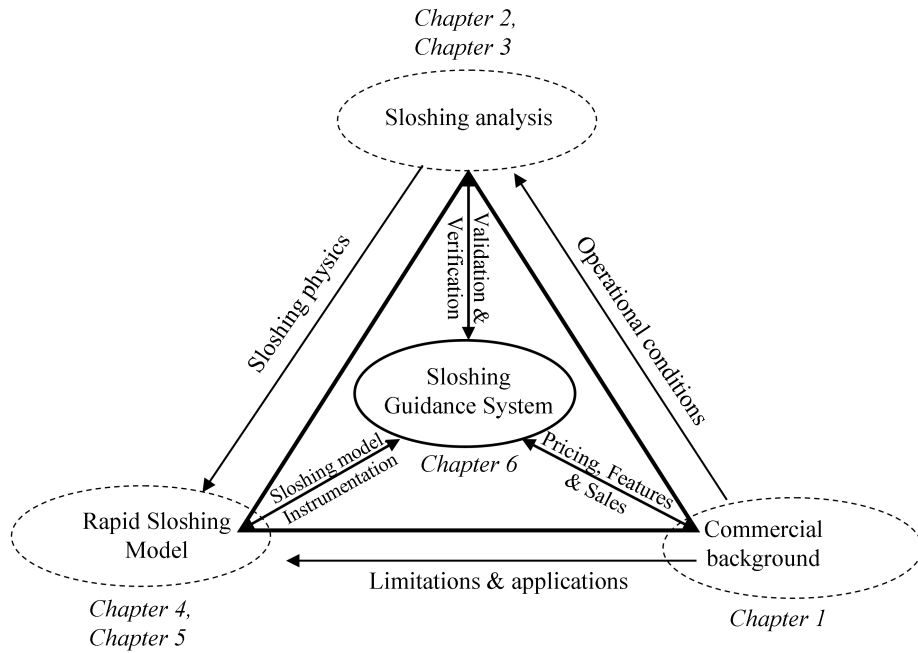 Chapter 2,
Chapter 3
Sloshing analysis
Sloshing physics
Validation &
Verification
Operational conditions
Sloshing
Guidance System
Chapter 6
Sloshing model
Instrumentation
Pricing, Features
& Sales
Rapid Sloshing
Model
Commercial
background
Limitations & applications
Chapter 4,
Chapter 5
Chapter 1